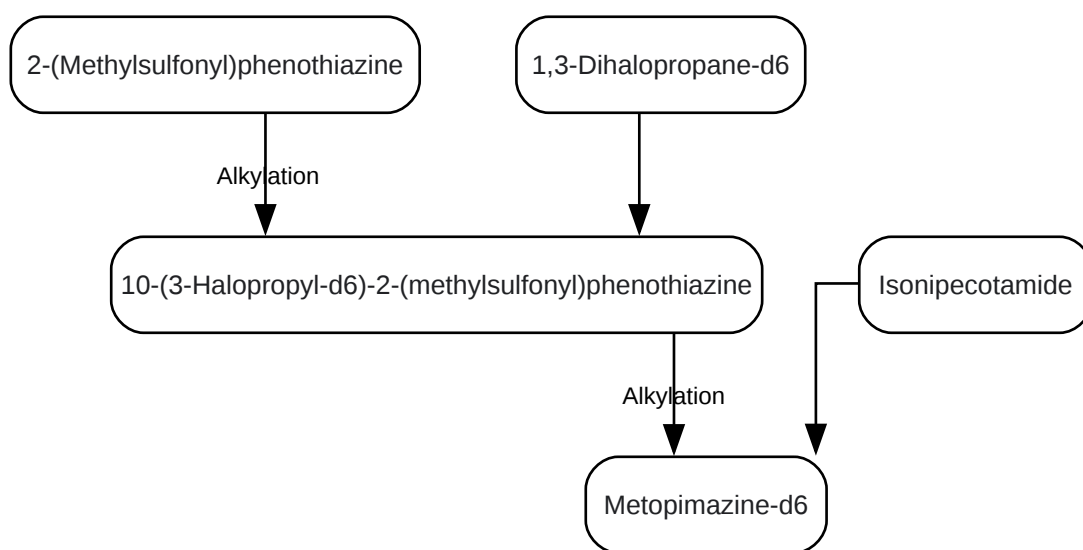 2-(Methylsulfonyl)phenothiazine
1,3-Dihalopropane-d6
Alkylation
10-(3-Halopropyl-d6)-2-(methylsulfonyl)phenothiazine
Isonipecotamide
Alkylation
Metopimazine-d6